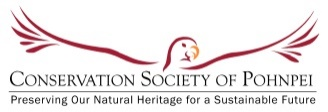 CONSERVATION SOCIETY OF POHNPEI
Preserving Our Natural Heritage for a Sustainable Future